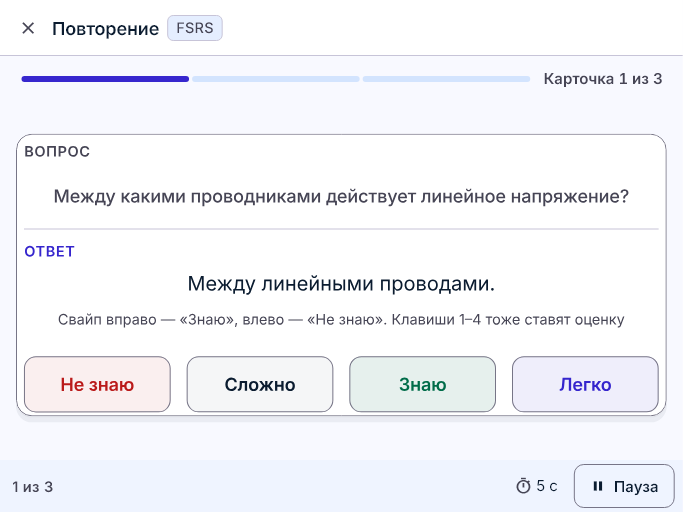 Повторение FSRS
Карточка 1 из 3
ВОПРОС
Между какими проводниками действует линейное напряжение?
ОТВЕТ
Между линейными проводами.
Свайп вправо — «Знаю», влево — «Не знаю». Клавиши 1–4 тоже ставят оценку
Не знаю Сложно Знаю Легко
1 из 3 5 с Пауза